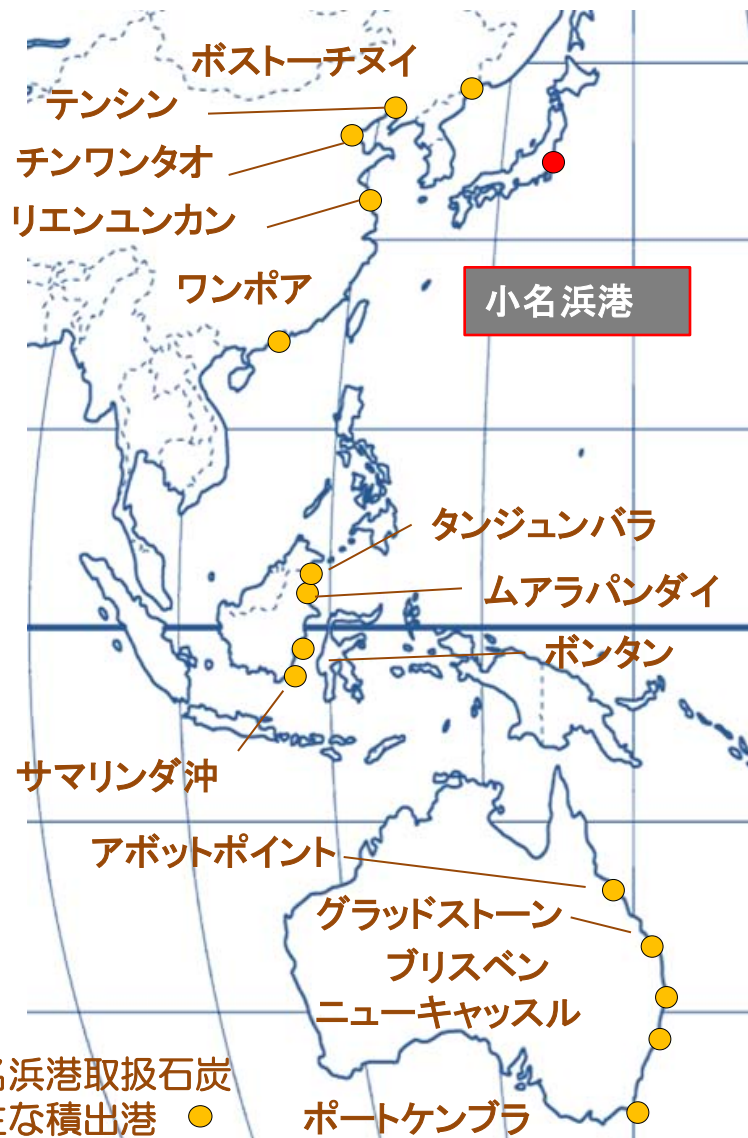 ボストーチヌイ
テンシン
チンワンタオ
リエンユンカン
ワンポア
小名浜港
タンジュンバラ
ムアラパンダイ
ボンタン
サマリンダ沖
アボットポイント
グラッドストーン
ブリスベン
ニューキャッスル
名浜港取扱石炭
主な積出港
ポートケンブラ